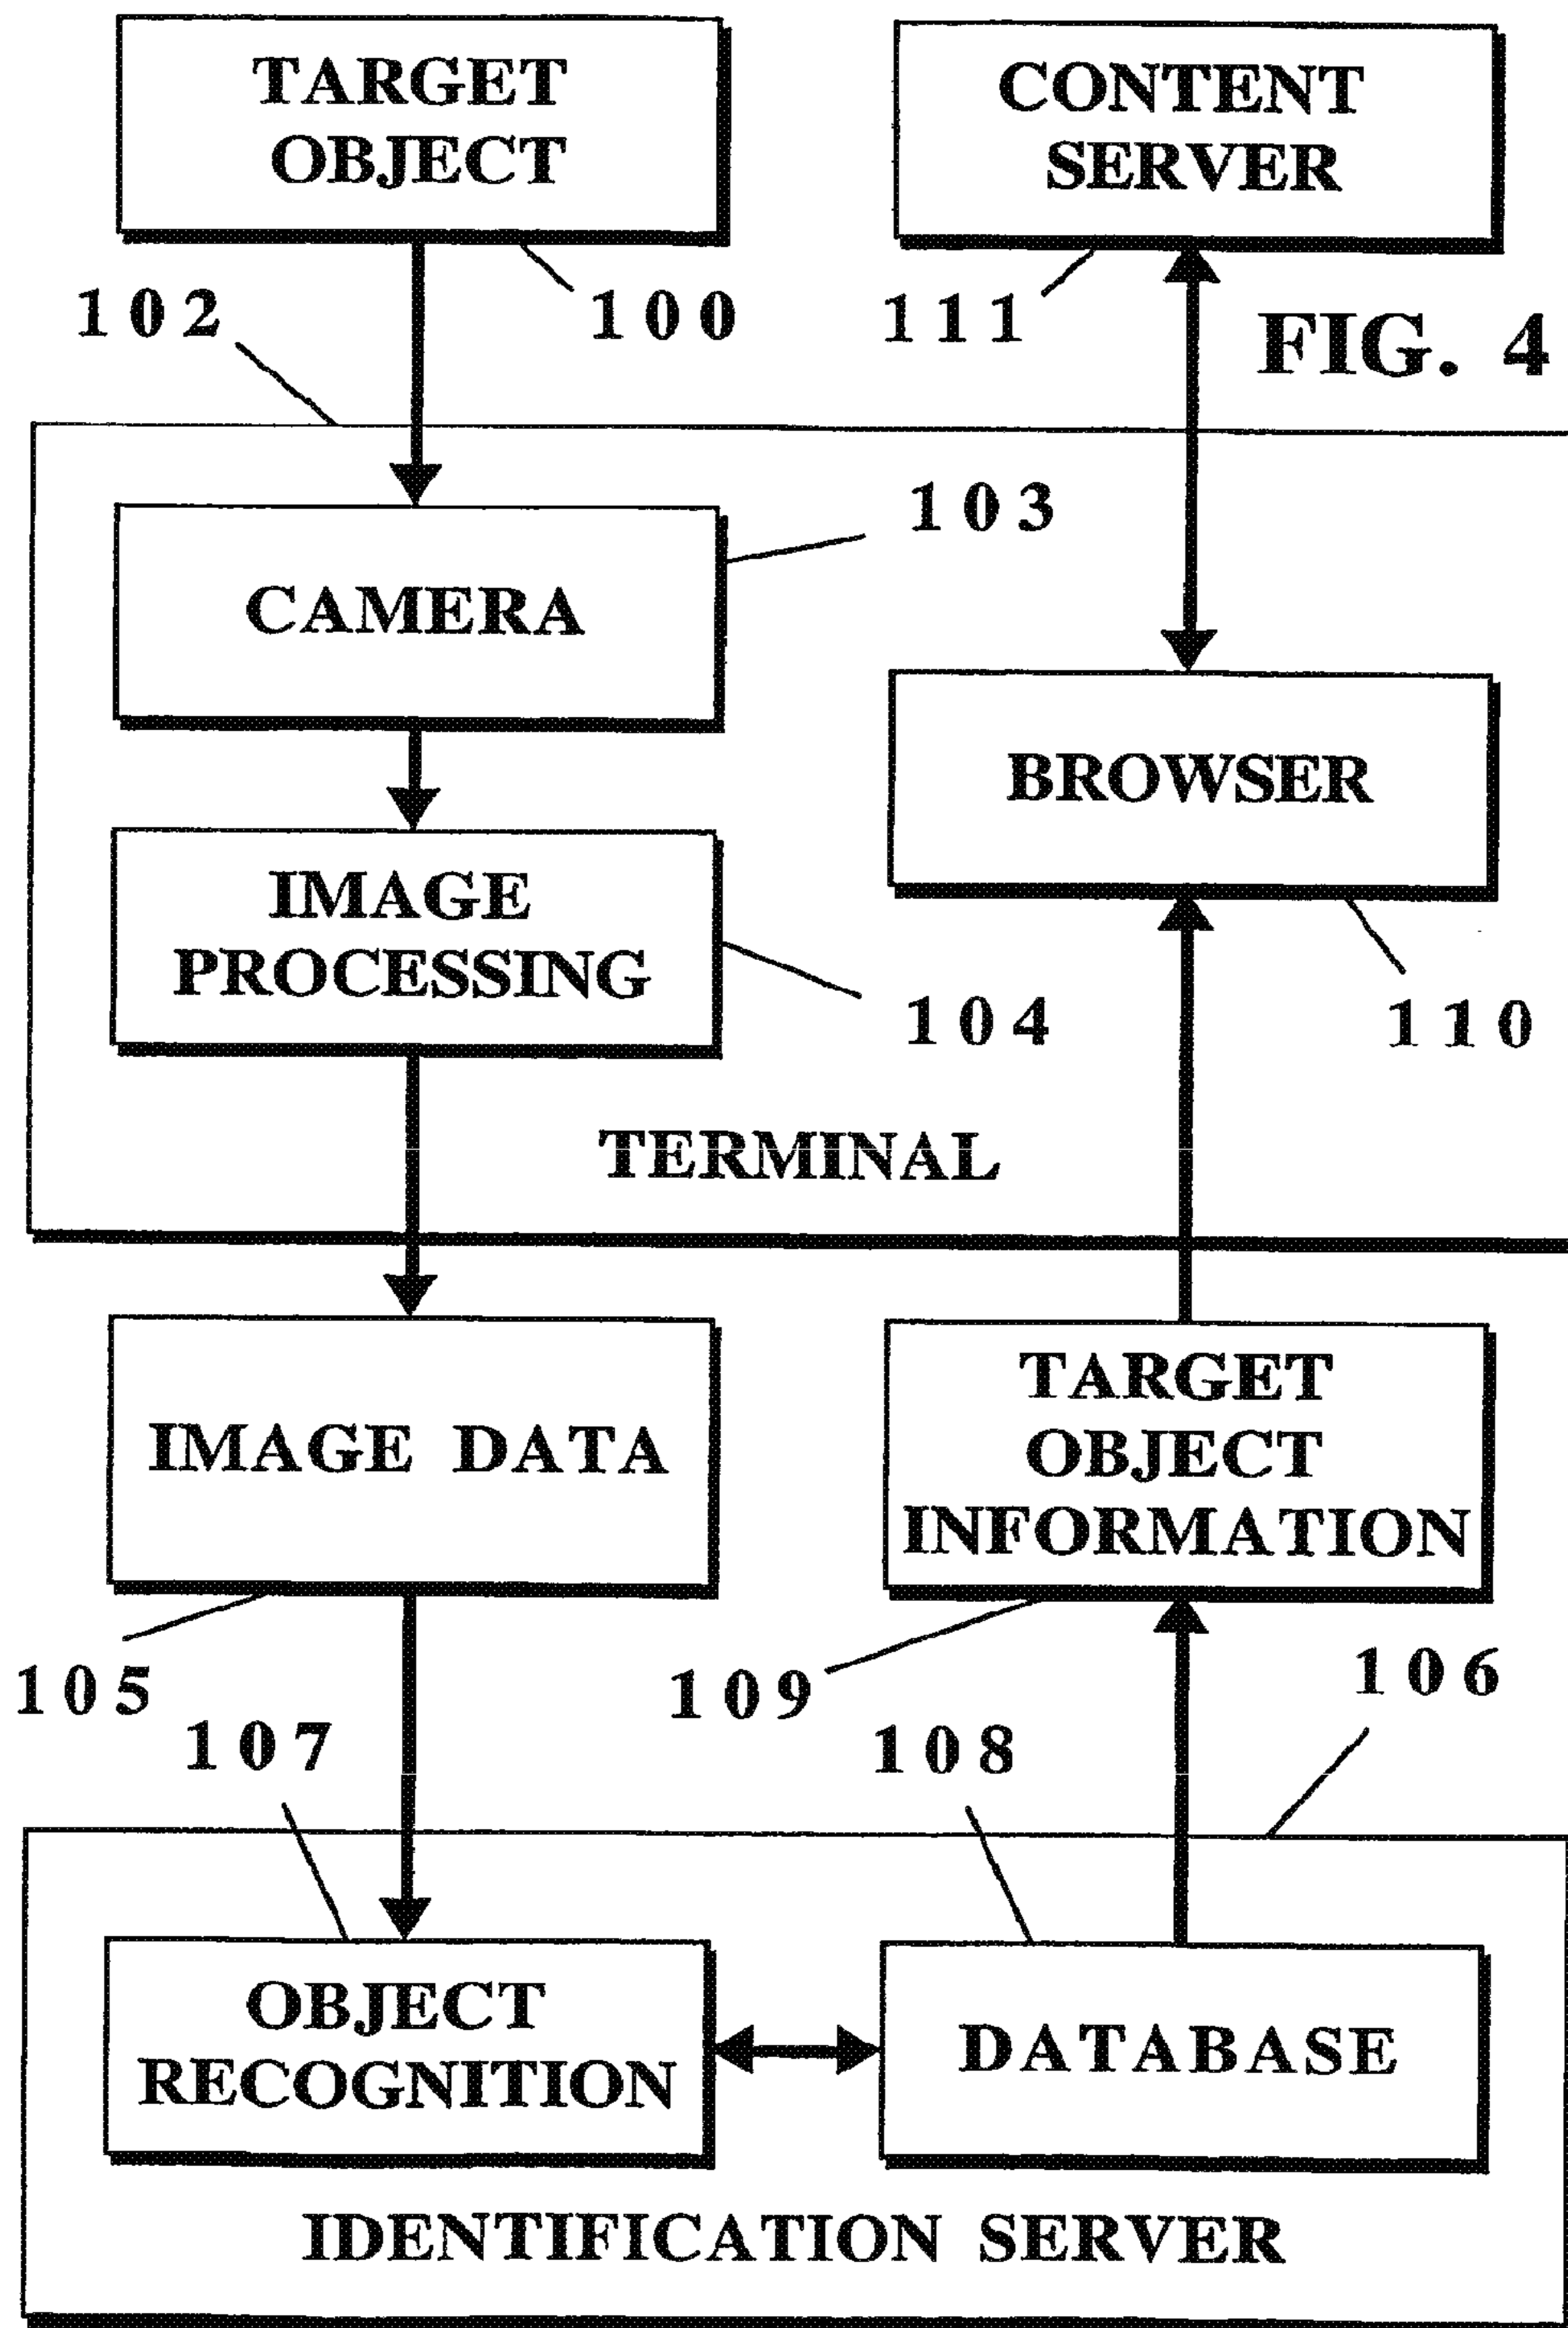 TARGET
OBJECT
CONTENT
SERVER
102
100
111
FIG. 4
103
CAMERA
BROWSER
IMAGE
PROCESSING
104
110
TERMINAL
IMAGE DATA
TARGET
OBJECT
INFORMATION
105
109
106
107
108
OBJECT
RECOGNITION
DATABASE
IDENTIFICATION SERVER